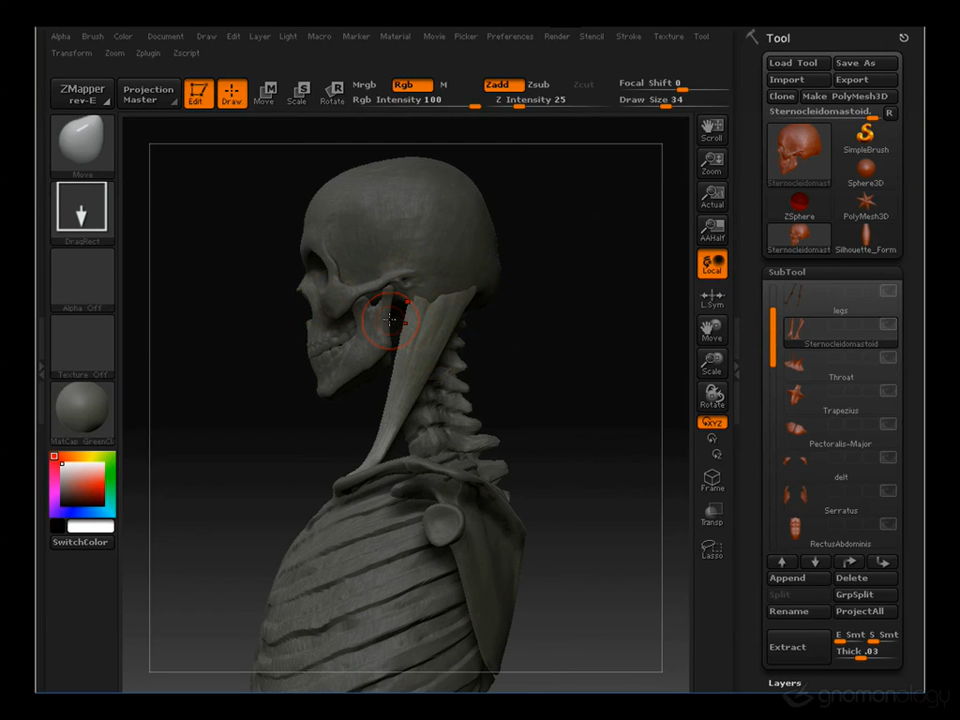 Alpha Brush Color Document Draw Edit Layer Light Macro Marker Material Movie Picker Preferences Render Stencil Stroke Texture Tool
Transform Zoom Zplugin Zscript
Tool
Load Tool Save As
Import Export
Clone Make PolyMesh3D
Sternocleidomastoid. R
ZMapper
rev-E
Projection
Master
Edit
Draw
Move
Scale
Rotate
Mrgb Rgb M
Rgb Intensity 100
Zadd Zsub Zcut
Z Intensity 25
Focal Shift 0
Draw Size 34
Move
DragRect
Alpha Off
Texture Off
MatCap GreenCl
SwitchColor
Scroll
Zoom
Actual
AAHalf
Local
L.Sym
Move
Scale
Rotate
XYZ
Frame
Transp
Lasso
Sternocleidomast
SimpleBrush
Sphere3D
ZSphere
PolyMesh3D
Sternocleidomast
Silhouette_Form
SubTool
legs
Sternocleidomastoid
Throat
Trapezius
Pectoralis-Major
delt
Serratus
RectusAbdominis
Append Delete
Split GrpSplit
Rename ProjectAll
Extract
E Smt S Smt
Thick .03
Layers
gnomonology